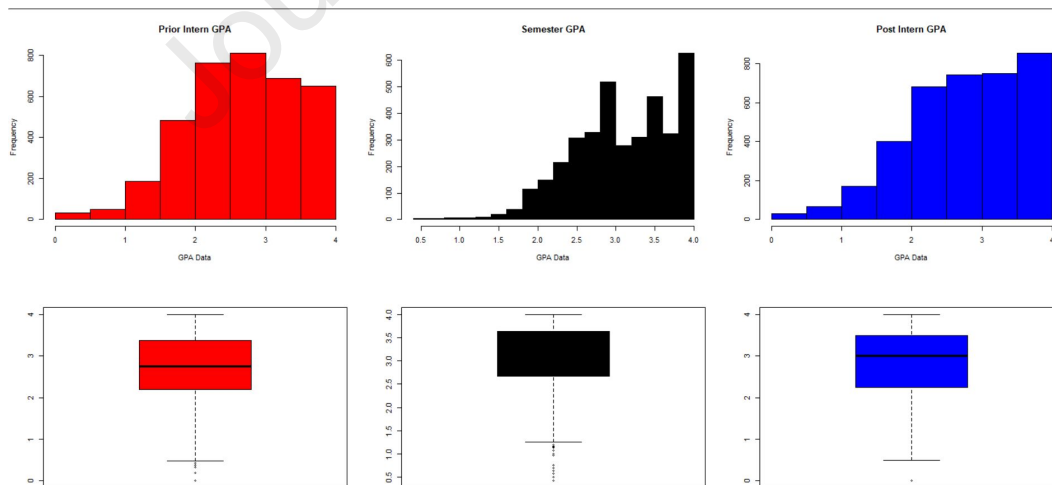 Jou
Prior Intern GPA
Frequency
0 200 400 600 800
0 1 2 3 4
GPA Data
Semester GPA
Frequency
0 100 200 300 400 500 600
0.5 1.0 1.5 2.0 2.5 3.0 3.5 4.0
GPA Data
Post Intern GPA
Frequency
0 200 400 600 800
0 1 2 3 4
GPA Data
0 1 2 3 4
0.5 1.0 1.5 2.0 2.5 3.0 3.5 4.0
0 1 2 3 4